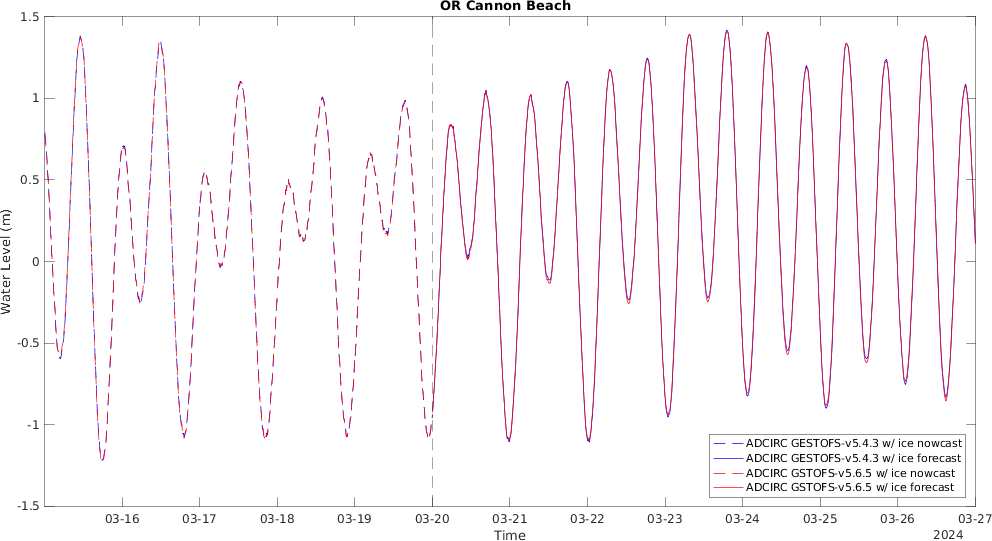 OR Cannon Beach
1.5
1
0.5
0
-0.5
-1
-1.5
Water Level (m)
ADCIRC GESTOFS-v5.4.3 w/ ice nowcast
ADCIRC GESTOFS-v5.4.3 w/ ice forecast
ADCIRC GSTOFS-v5.6.5 w/ ice nowcast
ADCIRC GSTOFS-v5.6.5 w/ ice forecast
03-16 03-17 03-18 03-19 03-20 03-21 03-22 03-23 03-24 03-25 03-26 03-27
Time
2024